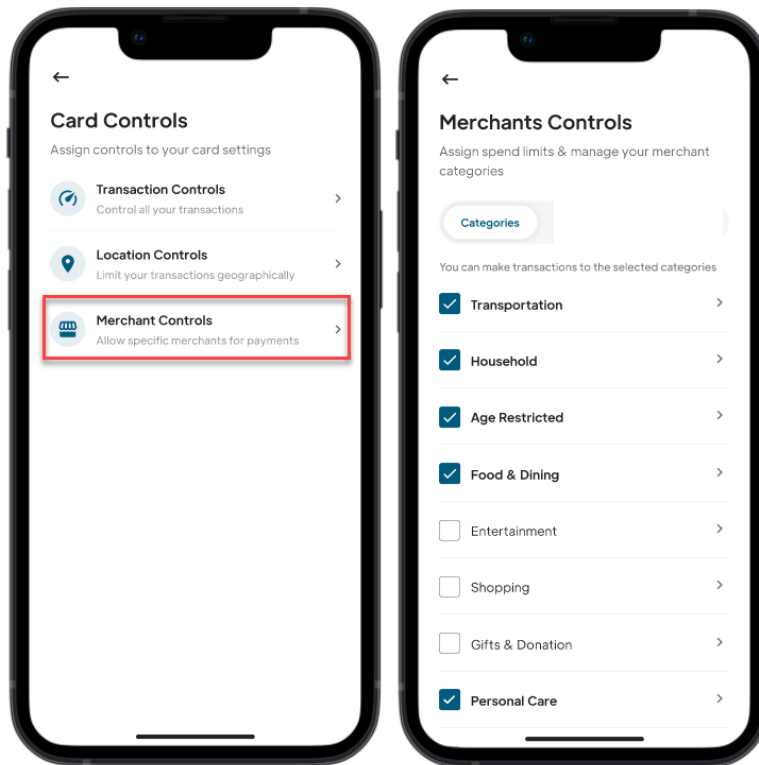 Card Controls
Assign controls to your card settings
Transaction Controls
Control all your transactions
Location Controls
Limit your transactions geographically
Merchant Controls
Allow specific merchants for payments
Merchants Controls
Assign spend limits & manage your merchant
categories
Categories
You can make transactions to the selected categories
Transportation
Household
Age Restricted
Food & Dining
Entertainment
Shopping
Gifts & Donation
Personal Care